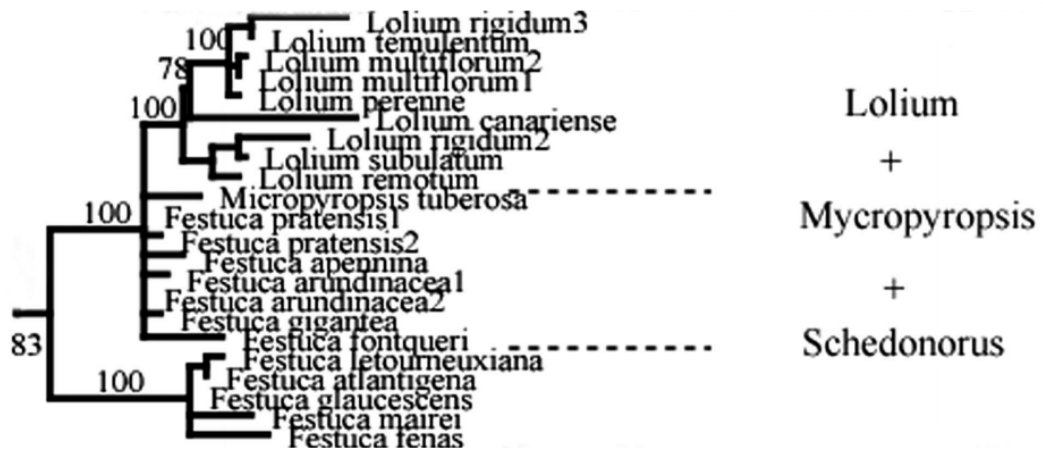 Lolium rigidum3
100
Lolium temulentum
Lolium multiflorum2
78
Lolium multiflorum1
Lolium perenne
100
Lolium canariense
Lolium rigidum2
Lolium subulatum
Lolium remotum
Micropyropsis tuberosa
100
Festuca pratensis1
Festuca pratensis2
Festuca apennina
Festuca arundinacea1
Festuca arundinacea2
Festuca gigantea
83
Festuca fontqueri
Festuca letourneuxiana
100
Festuca atlantigena
Festuca glaucescens
Festuca mairei
Festuca fenas
Lolium
+
Mycropyropsis
+
Schedonorus